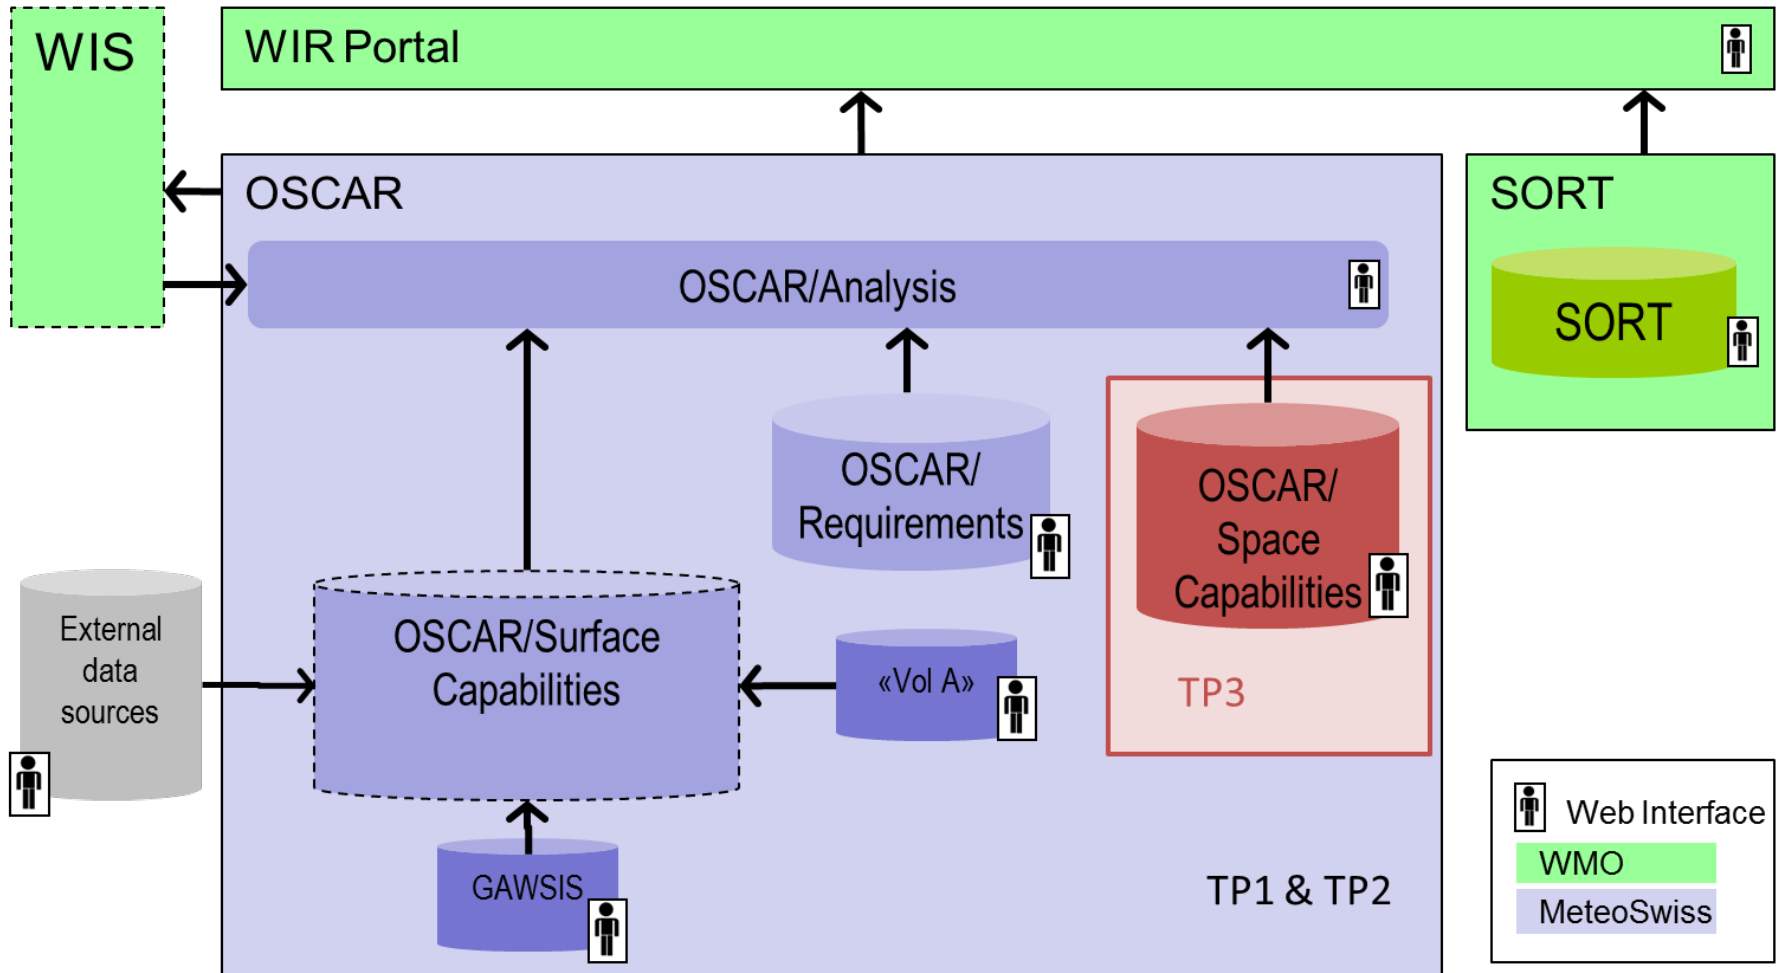 WIS
WIR Portal
OSCAR
SORT
OSCAR/Analysis
SORT
OSCAR/
Requirements
OSCAR/
Space
Capabilities
TP3
External
data
sources
OSCAR/Surface
Capabilities
«Vol A»
GAWSIS
TP1 & TP2
Web Interface
WMO
MeteoSwiss